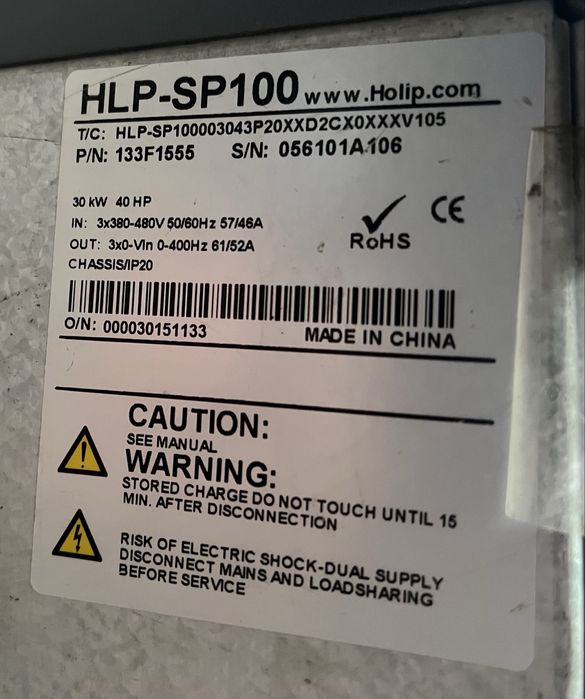 HLP-SP100 www.Holip.com
T/C: HLP-SP100003043P20XXD2CX0XXXV105
P/N: 133F1555 S/N: 056101A106
30 kW 40 HP
IN: 3x380-480V 50/60Hz 57/46A
OUT: 3x0-Vin 0-400Hz 61/52A
CHASSIS/IP20
RoHS
CE
O/N: 000030151133
MADE IN CHINA
CAUTION:
SEE MANUAL
WARNING:
STORED CHARGE DO NOT TOUCH UNTIL 15
MIN. AFTER DISCONNECTION
RISK OF ELECTRIC SHOCK-DUAL SUPPLY
DISCONNECT MAINS AND LOADSHARING
BEFORE SERVICE